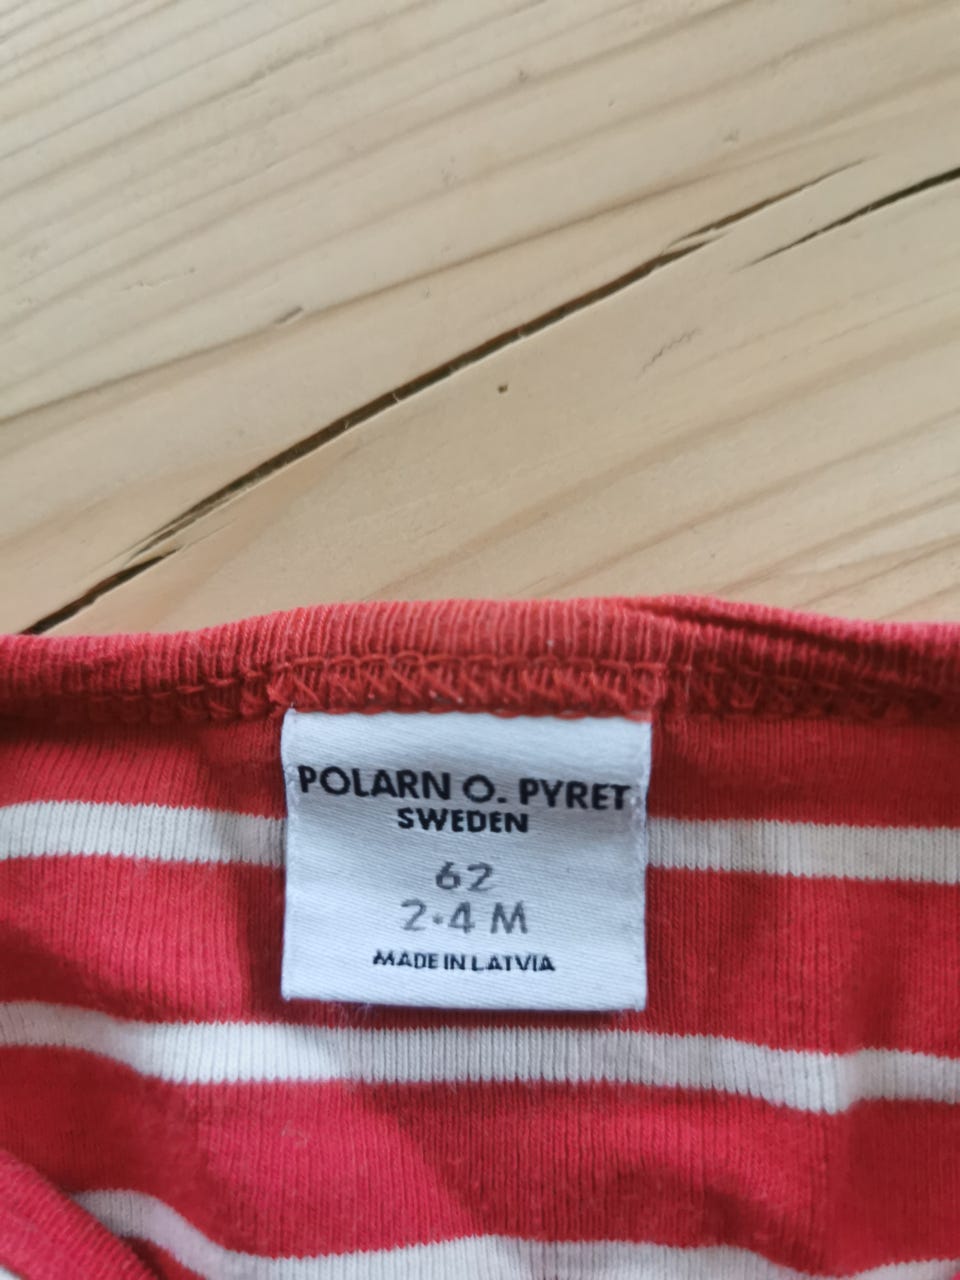 POLARN O. PYRET
SWEDEN
62
2-4 M
MADE IN LATVIA